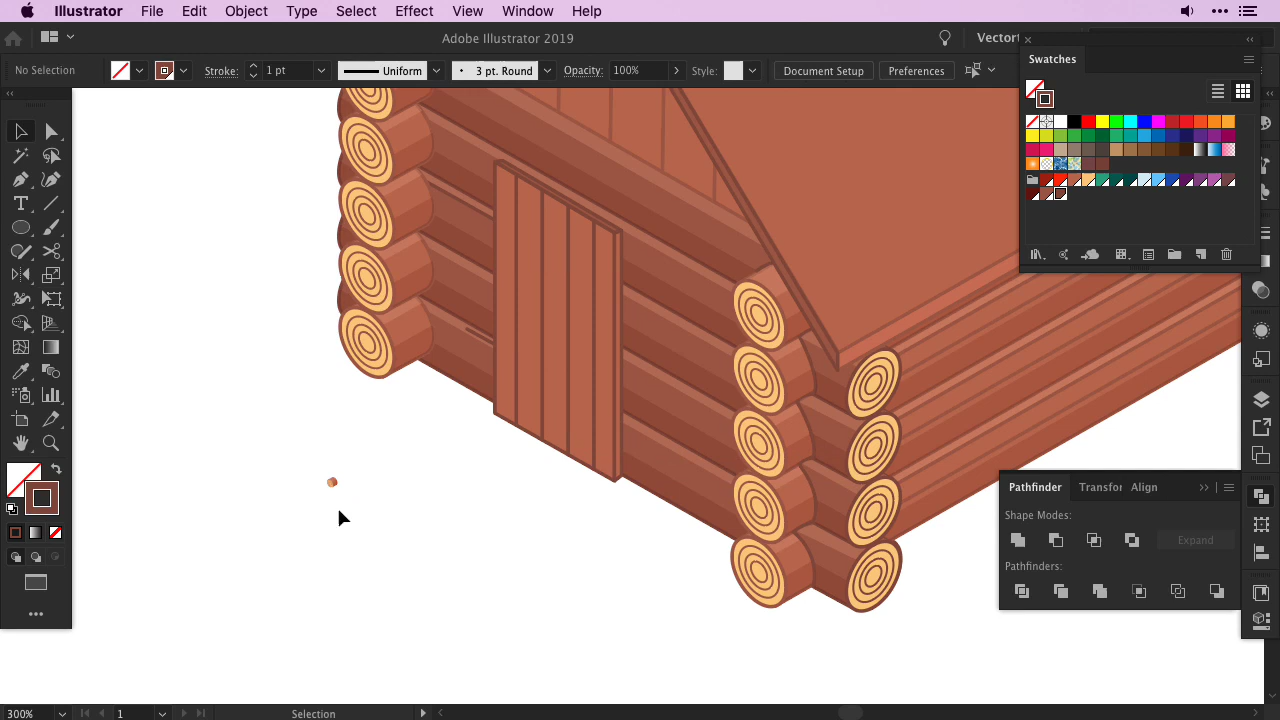 Illustrator File Edit Object Type Select Effect View Window Help
Adobe Illustrator 2019
Vector
No Selection Stroke: 1 pt Uniform 3 pt. Round Opacity: 100% Style: Document Setup Preferences
Swatches
Pathfinder Transfor Align
Shape Modes:
Expand
Pathfinders:
300% 1 Selection